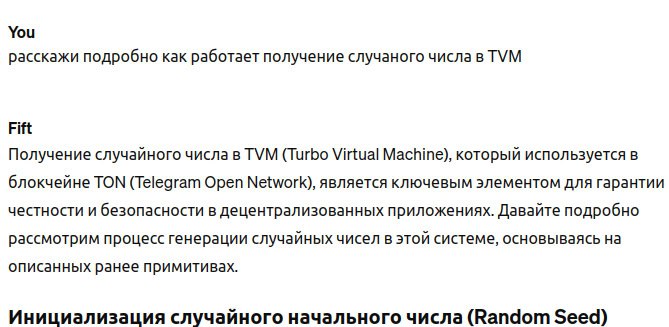 You
расскажи подробно как работает получение случаного числа в TVM
Fift
Получение случайного числа в TVM (Turbo Virtual Machine), который используется в
блокчейне TON (Telegram Open Network), является ключевым элементом для гарантии
честности и безопасности в децентрализованных приложениях. Давайте подробно
рассмотрим процесс генерации случайных чисел в этой системе, основываясь на
описанных ранее примитивах.
Инициализация случайного начального числа (Random Seed)